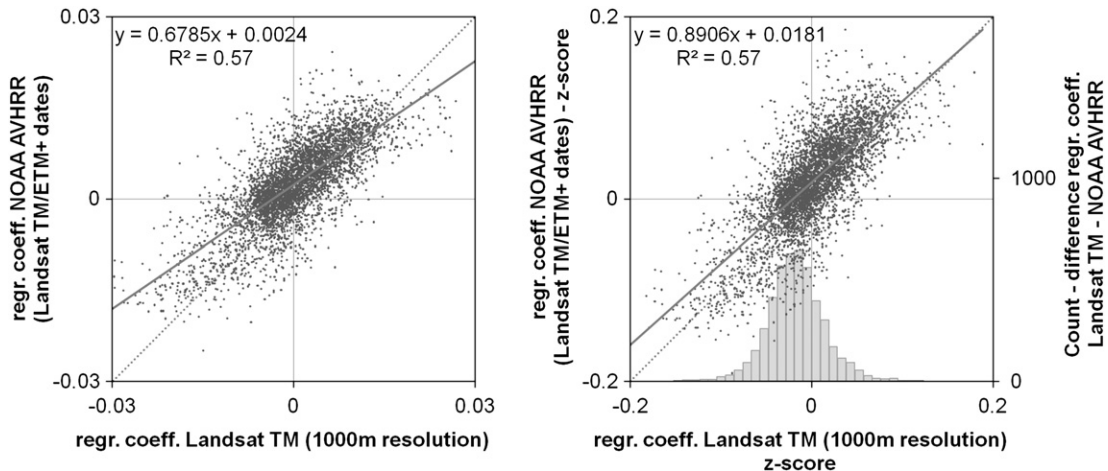 0.03
y = 0.6785x + 0.0024
R² = 0.57
regr. coeff. NOAA AVHRR
(Landsat TM/ETM+ dates)
0
-0.03
-0.03
0
0.03
regr. coeff. Landsat TM (1000m resolution)
0.2
y = 0.8906x + 0.0181
R² = 0.57
regr. coeff. NOAA AVHRR
(Landsat TM/ETM+ dates) - z-score
0
-0.2
-0.2
0
0.2
regr. coeff. Landsat TM (1000m resolution)
z-score
1000
0
Count - difference regr. coeff.
Landsat TM - NOAA AVHRR